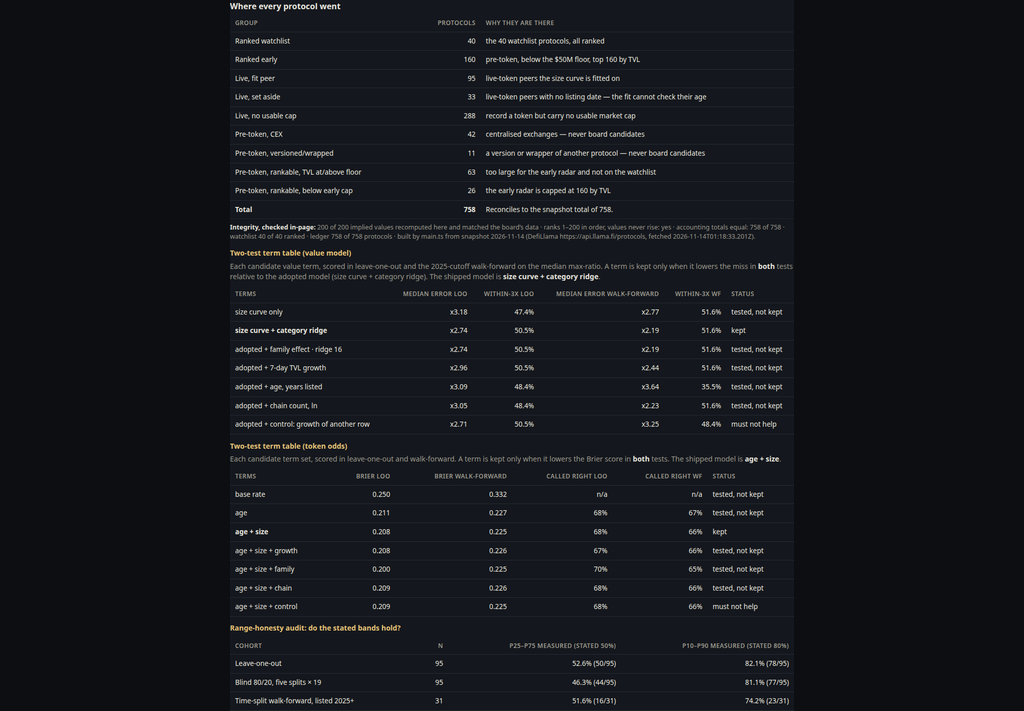 Where every protocol went
GROUP PROTOCOLS WHY THEY ARE THERE
Ranked watchlist 40 the 40 watchlist protocols, all ranked
Ranked early 160 pre-token, below the $50M floor, top 160 by TVL
Live, fit peer 95 live-token peers the size curve is fitted on
Live, set aside 33 live-token peers with no listing date — the fit cannot check their age
Live, no usable cap 288 record a token but carry no usable market cap
Pre-token, CEX 42 centralised exchanges — never board candidates
Pre-token, versioned/wrapped 11 a version or wrapper of another protocol — never board candidates
Pre-token, rankable, TVL at/above floor 63 too large for the early radar and not on the watchlist
Pre-token, rankable, below early cap 26 the early radar is capped at 160 by TVL
Total 758 Reconciles to the snapshot total of 758.
Integrity, checked in-page: 200 of 200 implied values recomputed here and matched the board's data · ranks 1–200 in order, values never rise: yes · accounting totals equal: 758 of 758 ·
watchlist 40 of 40 ranked · ledger 758 of 758 protocols · built by main.ts from snapshot 2026-11-14 (DefiLlama https://api.llama.fi/protocols, fetched 2026-11-14T01:18:33.201Z).
Two-test term table (value model)
Each candidate value term, scored in leave-one-out and the 2025-cutoff walk-forward on the median max-ratio. A term is kept only when it lowers the miss in both tests
relative to the adopted model (size curve + category ridge). The shipped model is size curve + category ridge.
TERMS MEDIAN ERROR LOO WITHIN-3X LOO MEDIAN ERROR WALK-FORWARD WITHIN-3X WF STATUS
size curve only x3.18 47.4% x2.77 51.6% tested, not kept
size curve + category ridge x2.74 50.5% x2.19 51.6% kept
adopted + family effect · ridge 16 x2.74 50.5% x2.19 51.6% tested, not kept
adopted + 7-day TVL growth x2.96 50.5% x2.44 51.6% tested, not kept
adopted + age, years listed x3.09 48.4% x3.64 35.5% tested, not kept
adopted + chain count, ln x3.05 48.4% x2.23 51.6% tested, not kept
adopted + control: growth of another row x2.71 50.5% x3.25 48.4% must not help
Two-test term table (token odds)
Each candidate term set, scored in leave-one-out and walk-forward. A term is kept only when it lowers the Brier score in both tests. The shipped model is age + size.
TERMS BRIER LOO BRIER WALK-FORWARD CALLED RIGHT LOO CALLED RIGHT WF STATUS
base rate 0.250 0.332 n/a n/a tested, not kept
age 0.211 0.227 68% 67% tested, not kept
age + size 0.208 0.225 68% 66% kept
age + size + growth 0.208 0.226 67% 66% tested, not kept
age + size + family 0.200 0.225 70% 65% tested, not kept
age + size + chain 0.209 0.226 68% 66% tested, not kept
age + size + control 0.209 0.225 68% 66% must not help
Range-honesty audit: do the stated bands hold?
COHORT N P25–P75 MEASURED (STATED 50%) P10–P90 MEASURED (STATED 80%)
Leave-one-out 95 52.6% (50/95) 82.1% (78/95)
Blind 80/20, five splits × 19 95 46.3% (44/95) 81.1% (77/95)
Time-split walk-forward, listed 2025+ 31 51.6% (16/31) 74.2% (23/31)